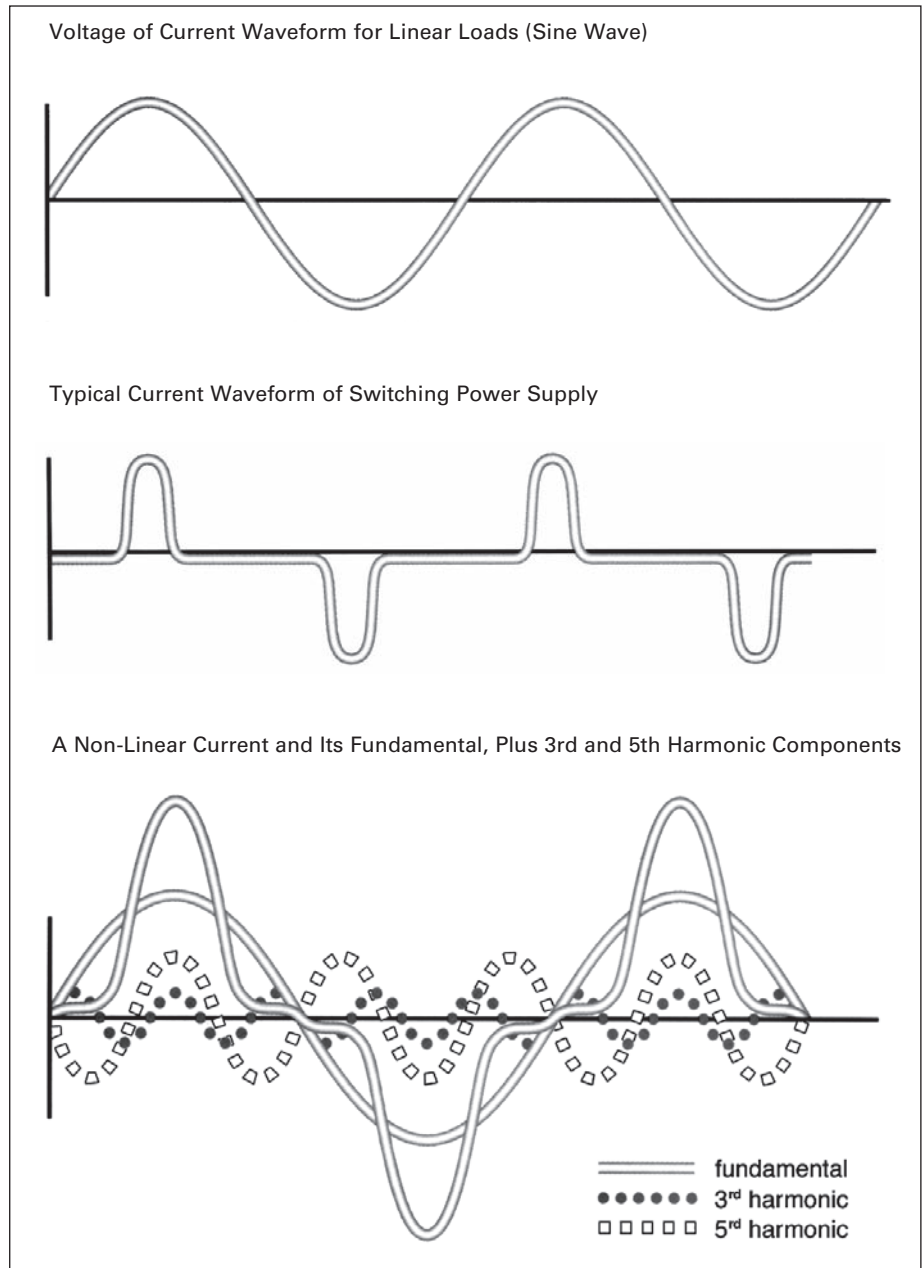 Voltage of Current Waveform for Linear Loads (Sine Wave)
Typical Current Waveform of Switching Power Supply
A Non-Linear Current and Its Fundamental, Plus 3rd and 5th Harmonic Components
fundamental
3rd harmonic
5rd harmonic